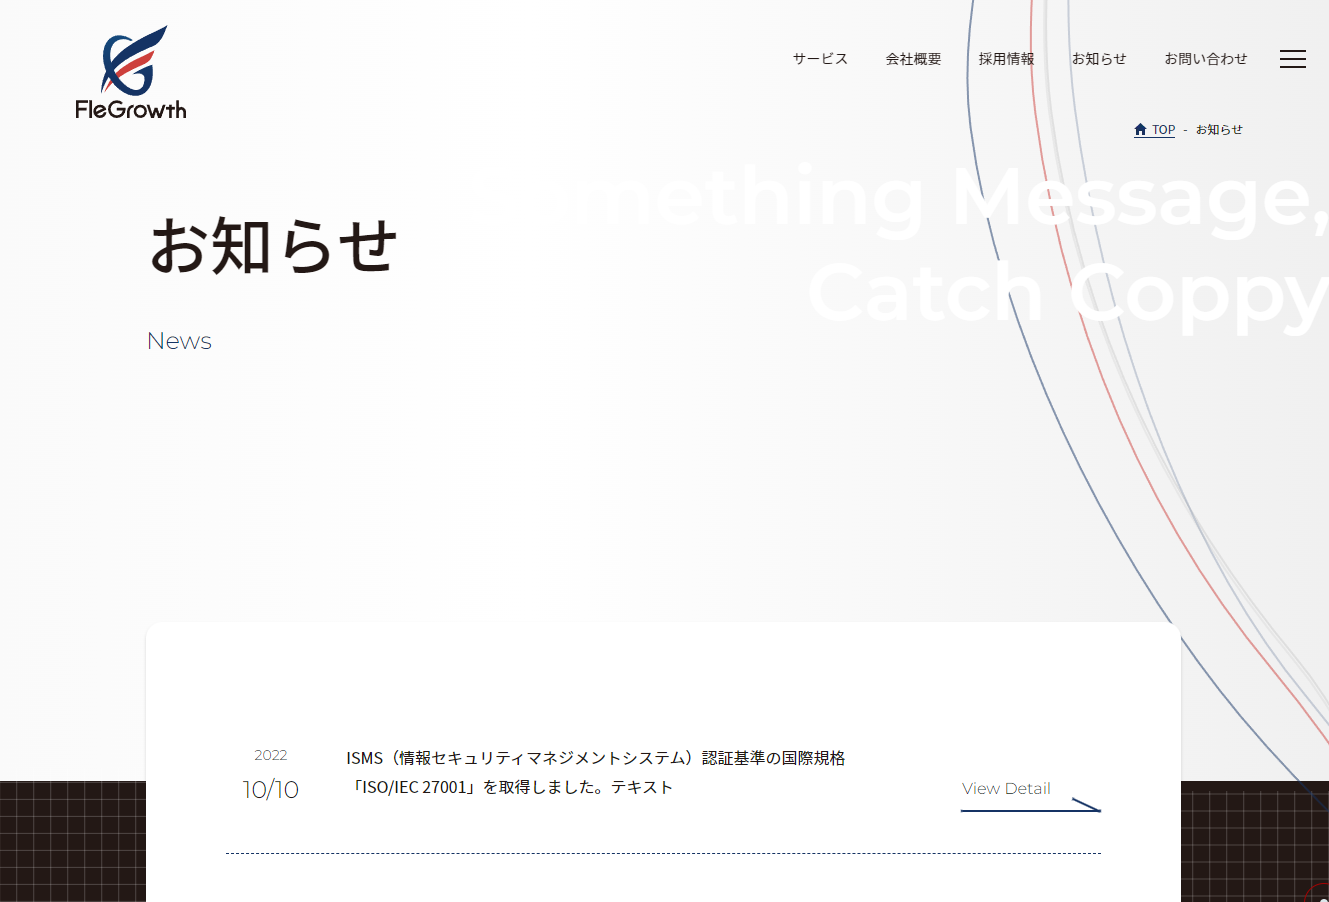 FleGrowth
サービス
会社概要
採用情報
お知らせ
お問い合わせ
TOP - お知らせ
mething Message,
Catch Coppy
お知らせ
News
2022
10/10
ISMS（情報セキュリティマネジメントシステム）認証基準の国際規格
「ISO/IEC 27001」を取得しました。テキスト
View Detail